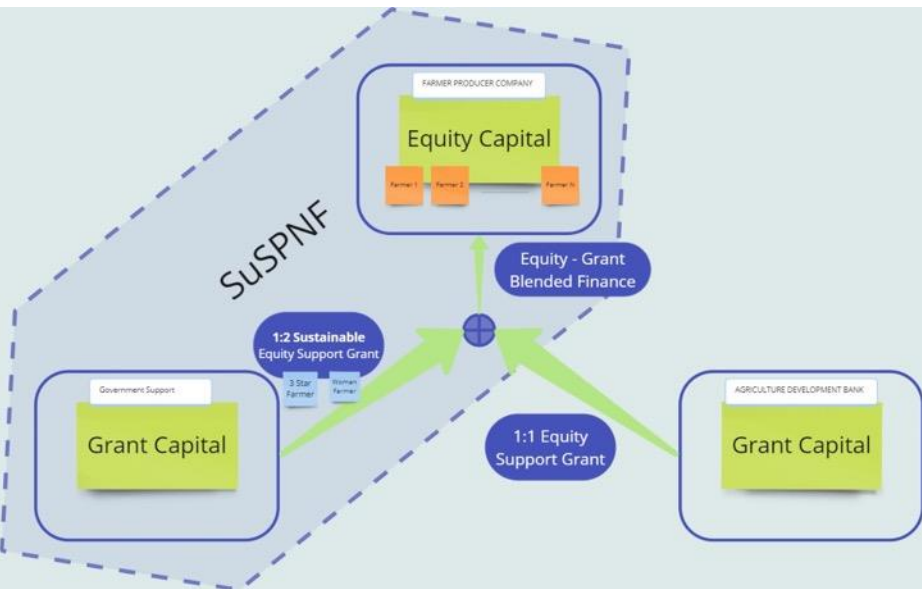 FARMER PRODUCER COMPANY
Equity Capital
Farmer 1
Farmer 2
Farmer N
SuSPNF
Equity - Grant
Blended Finance
1:2 Sustainable
Equity Support Grant
3 Star
Farmer
Women
Farmer
Government Support
Grant Capital
1:1 Equity
Support Grant
AGRICULTURE DEVELOPMENT BANK
Grant Capital